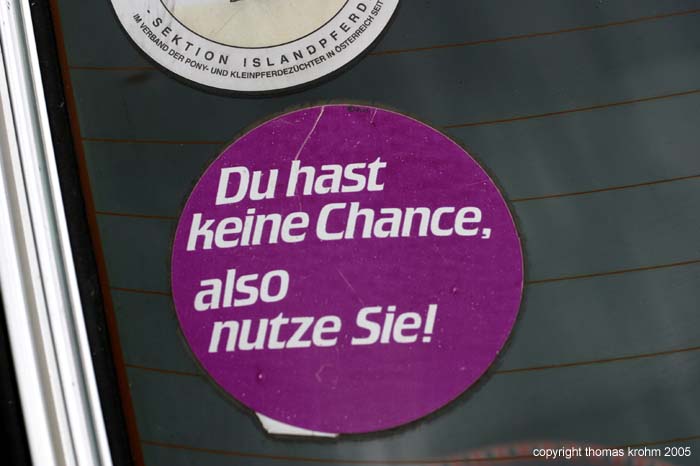 SEKTION ISLANDPFERD
IM VERBAND DER PONY- UND KLEINPFERDEZÜCHTER IN ÖSTERREICH SEIT
Du hast
keine Chance,
also
nutze Sie!
copyright thomas krohm 2005